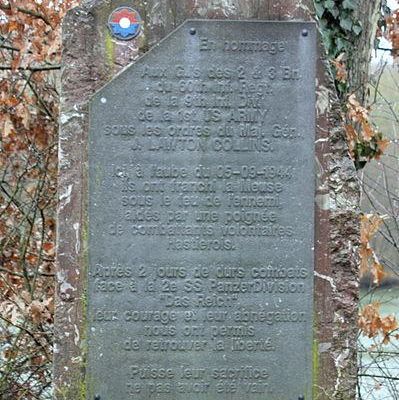 En hommage
Aux G.I.s des 2 & 3 Bn
du 60th Inf. Regt.
de la 9th Inf. Div.
de la 1st US ARMY
sous les ordres du Maj. Gén.
J. LAWTON COLLINS.
Ici, à l'aube du 05-09-1944
ils ont franchi la Meuse
sous le feu de l'ennemi,
aidés par une poignée
de combattants volontaires
Hastiérois.
Après 2 jours de durs combats
face à la 2e SS PanzerDivision
"Das Reich"
leur courage et leur abnégation
nous ont permis
de retrouver la liberté.
Puisse leur sacrifice
ne pas avoir été vain.